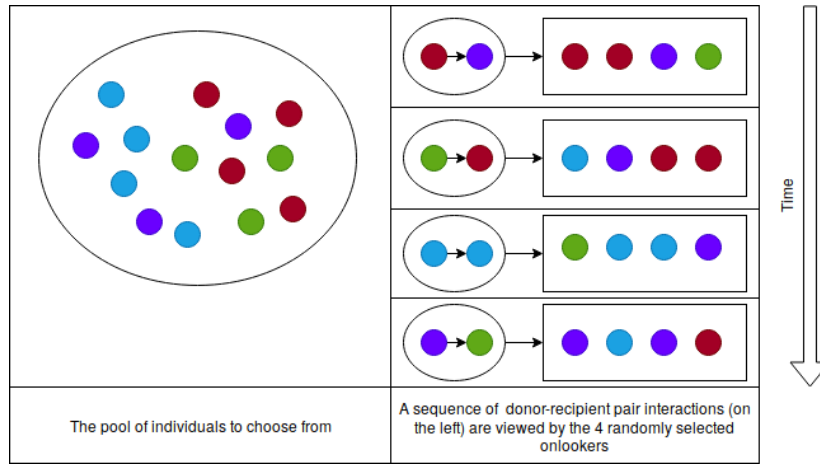 The pool of individuals to choose from
A sequence of donor-recipient pair interactions (on
the left) are viewed by the 4 randomly selected
onlookers
Time